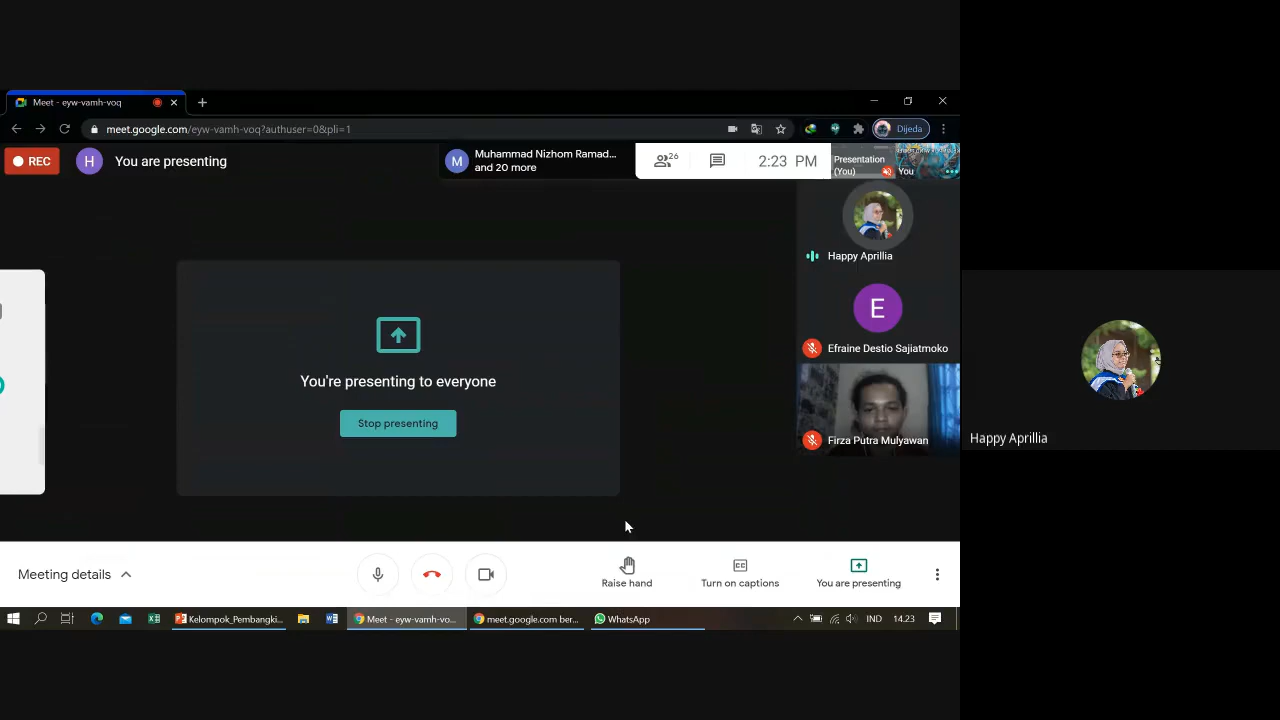 Meet - eyw-vamh-voq
meet.google.com/eyw-vamh-voq?authuser=0&pli=1
Dijeda
REC
H
You are presenting
M
Muhammad Nizhom Ramad...
and 20 more
26
2:23 PM
Presentation
(You)
You
Happy Aprillia
E
Efraine Destio Sajiatmoko
Firza Putra Mulyawan
You're presenting to everyone
Stop presenting
Happy Aprillia
Meeting details
Raise hand
CC
Turn on captions
You are presenting
Kelompok_Pembangki...
Meet - eyw-vamh-vo...
meet.google.com ber...
WhatsApp
IND
14.23